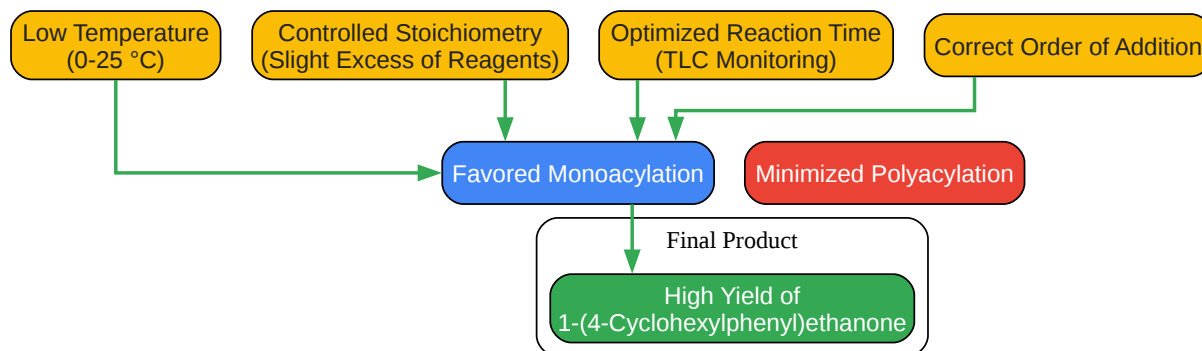 Low Temperature
(0-25 °C)
Controlled Stoichiometry
(Slight Excess of Reagents)
Optimized Reaction Time
(TLC Monitoring)
Correct Order of Addition
Favored Monoacylation
Minimized Polyacylation
Final Product
High Yield of
1-(4-Cyclohexylphenyl)ethanone